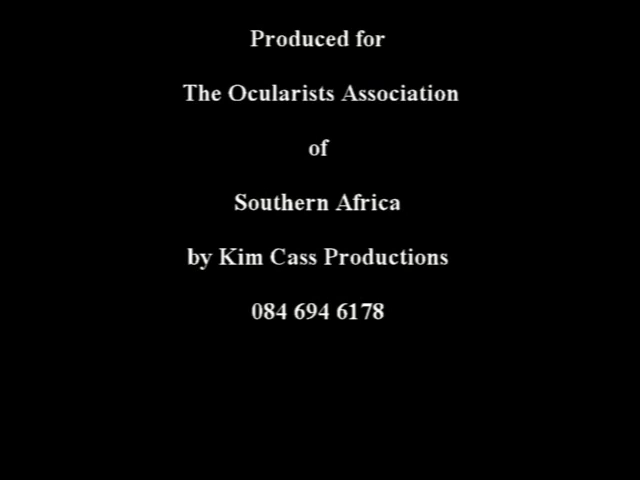 Produced for
The Ocularists Association
of
Southern Africa
by Kim Cass Productions
084 694 6178